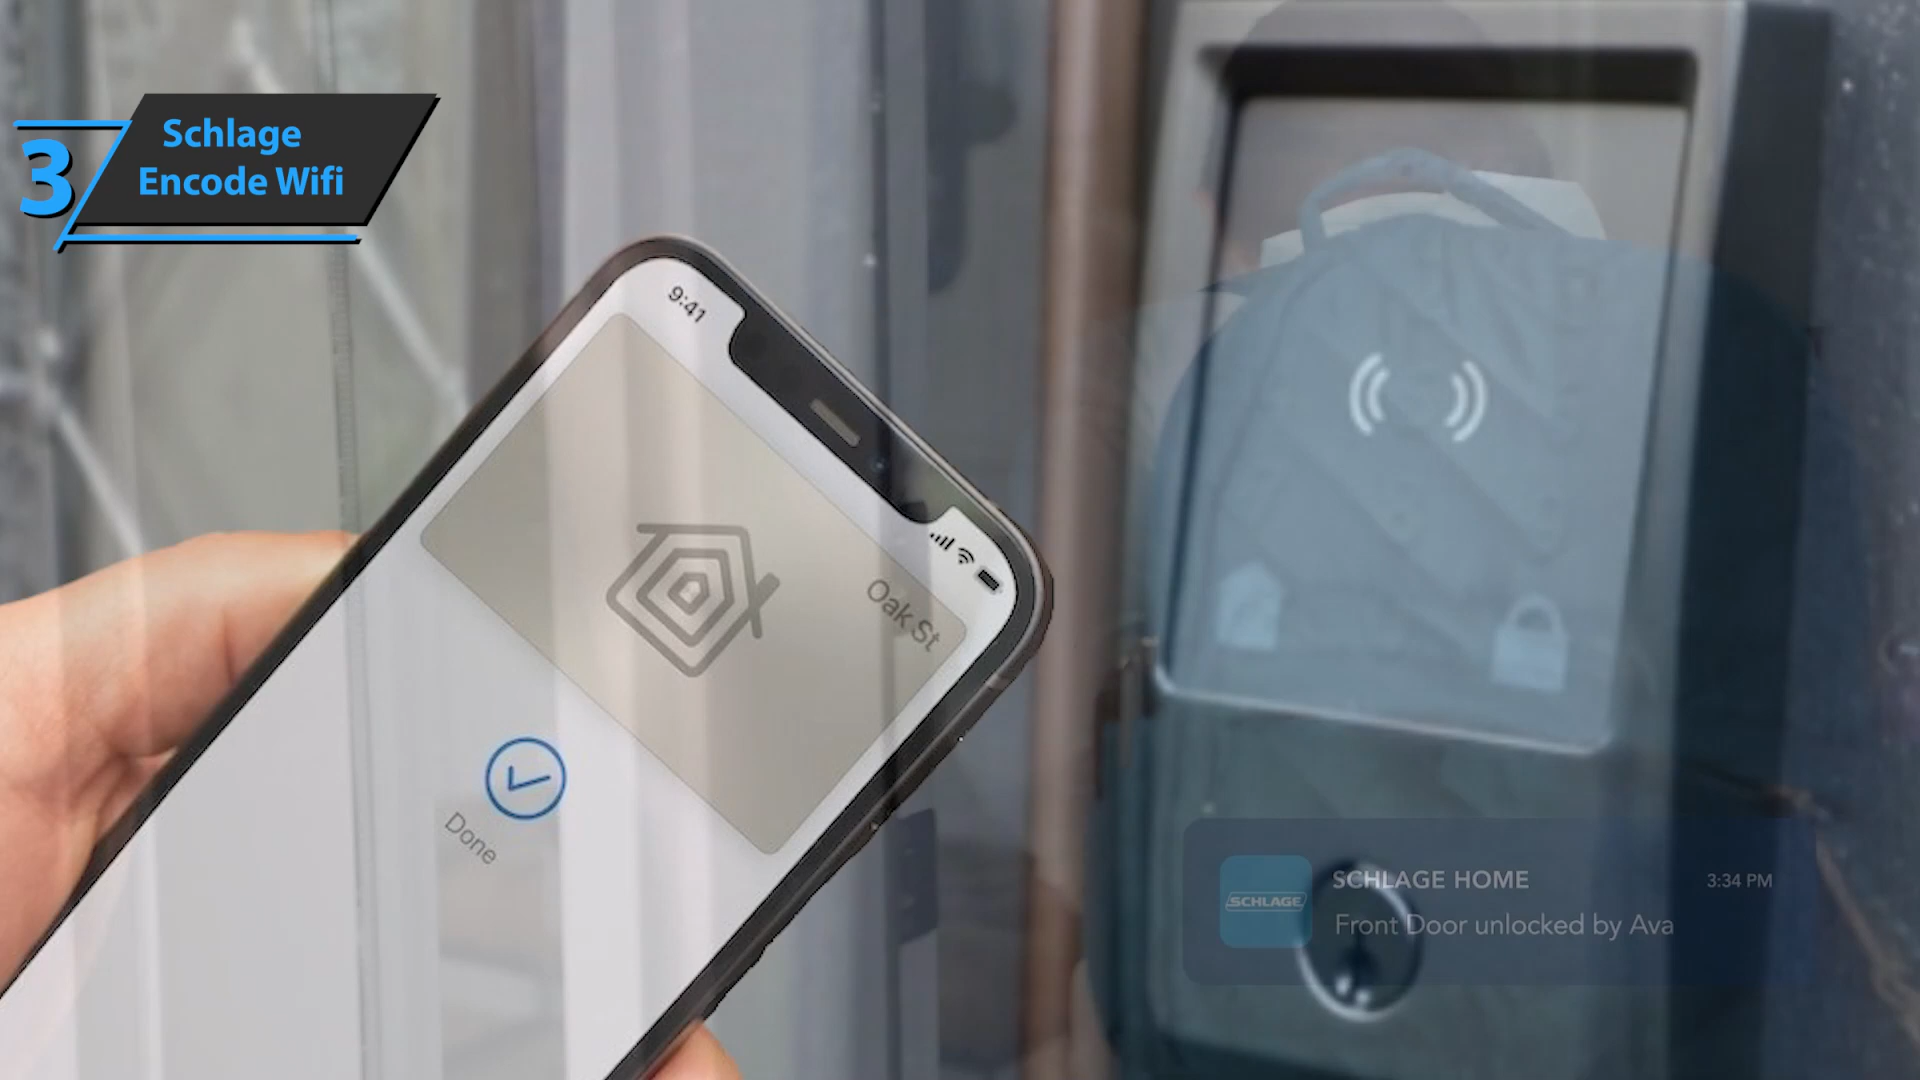 3
Schlage
Encode Wifi
9:41
Oak St
Done
SCHLAGE
SCHLAGE HOME
3:34 PM
Front Door unlocked by Ava